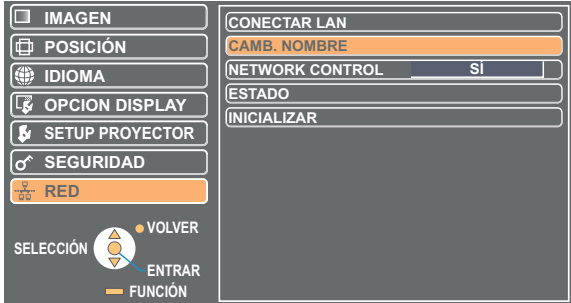 IMAGEN
POSICIÓN
IDIOMA
OPCION DISPLAY
SETUP PROYECTOR
SEGURIDAD
RED
VOLVER
SELECCIÓN
ENTRAR
FUNCIÓN
CONECTAR LAN
CAMB. NOMBRE
NETWORK CONTROL SÍ
ESTADO
INICIALIZAR